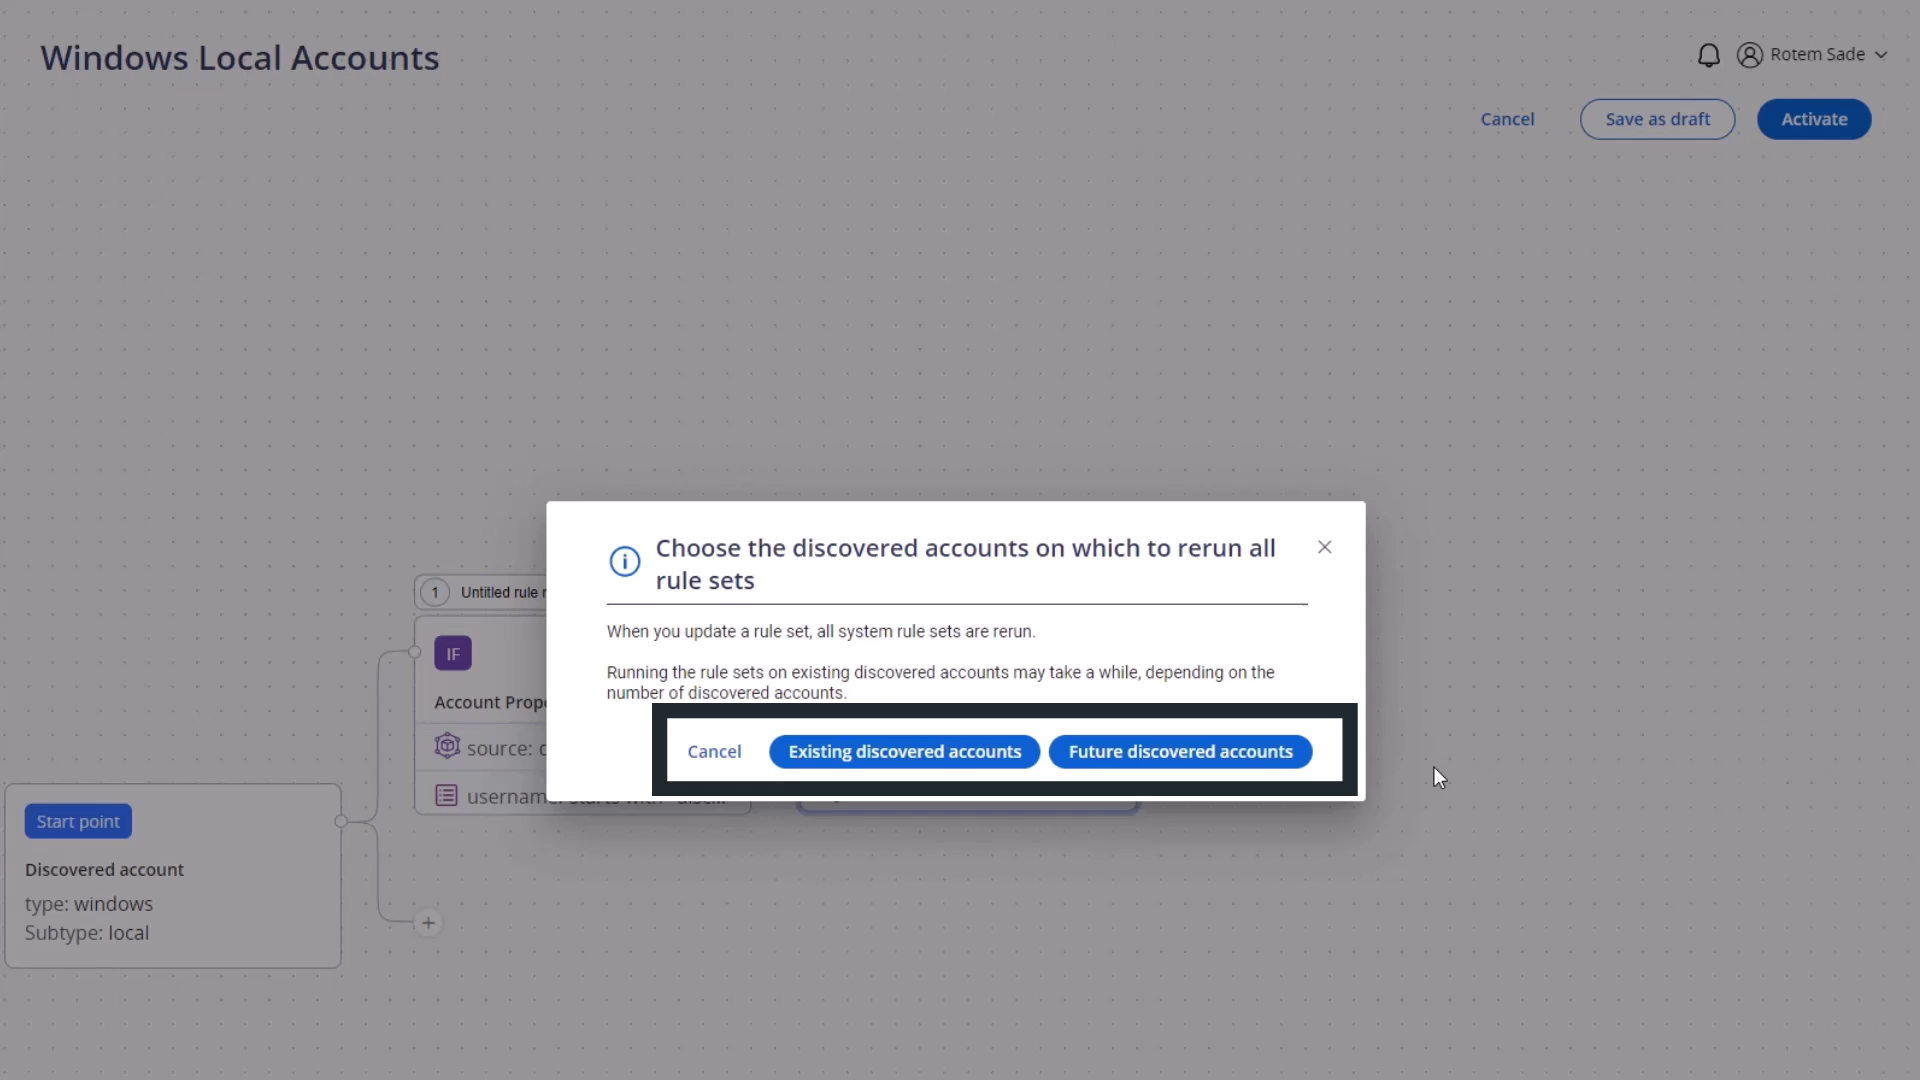 Windows Local Accounts
Rotem Sade
Cancel
Save as draft
Activate
Choose the discovered accounts on which to rerun all
rule sets
When you update a rule set, all system rule sets are rerun.
Running the rule sets on existing discovered accounts may take a while, depending on the
number of discovered accounts.
Cancel
Existing discovered accounts
Future discovered accounts
1
Untitled rule
IF
Account Prope
source:
username:
Start point
Discovered account
type: windows
Subtype: local